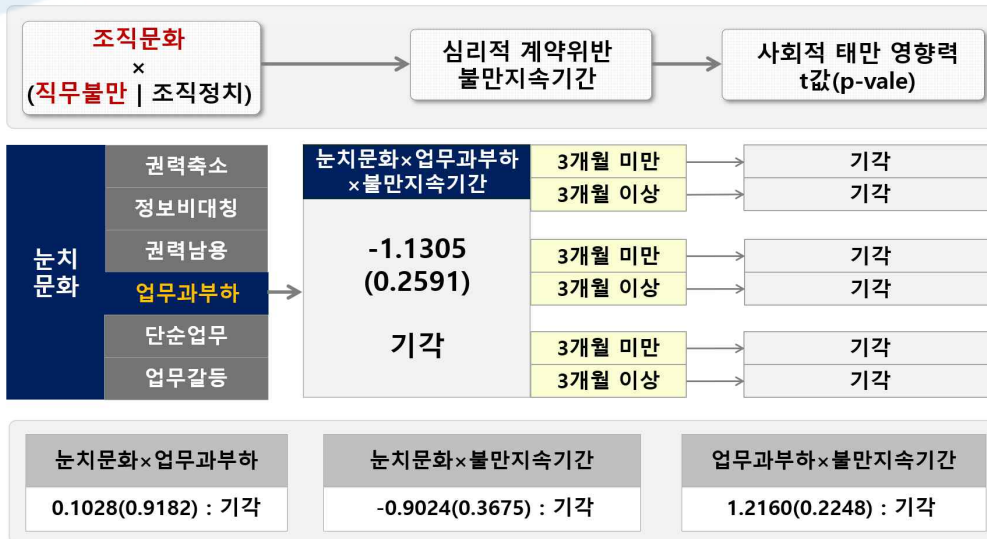 조직문화
×
(직무불만 | 조직정치)
심리적 계약위반
불만지속기간
사회적 태만 영향력
t값(p-vale)
눈치
문화
권력축소
정보비대칭
권력남용
업무과부하
단순업무
업무갈등
눈치문화×업무과부하
×불만지속기간
-1.1305
(0.2591)
기각
3개월 미만
기각
3개월 이상
기각
3개월 미만
기각
3개월 이상
기각
3개월 미만
기각
3개월 이상
기각
눈치문화×업무과부하
0.1028(0.9182) : 기각
눈치문화×불만지속기간
-0.9024(0.3675) : 기각
업무과부하×불만지속기간
1.2160(0.2248) : 기각